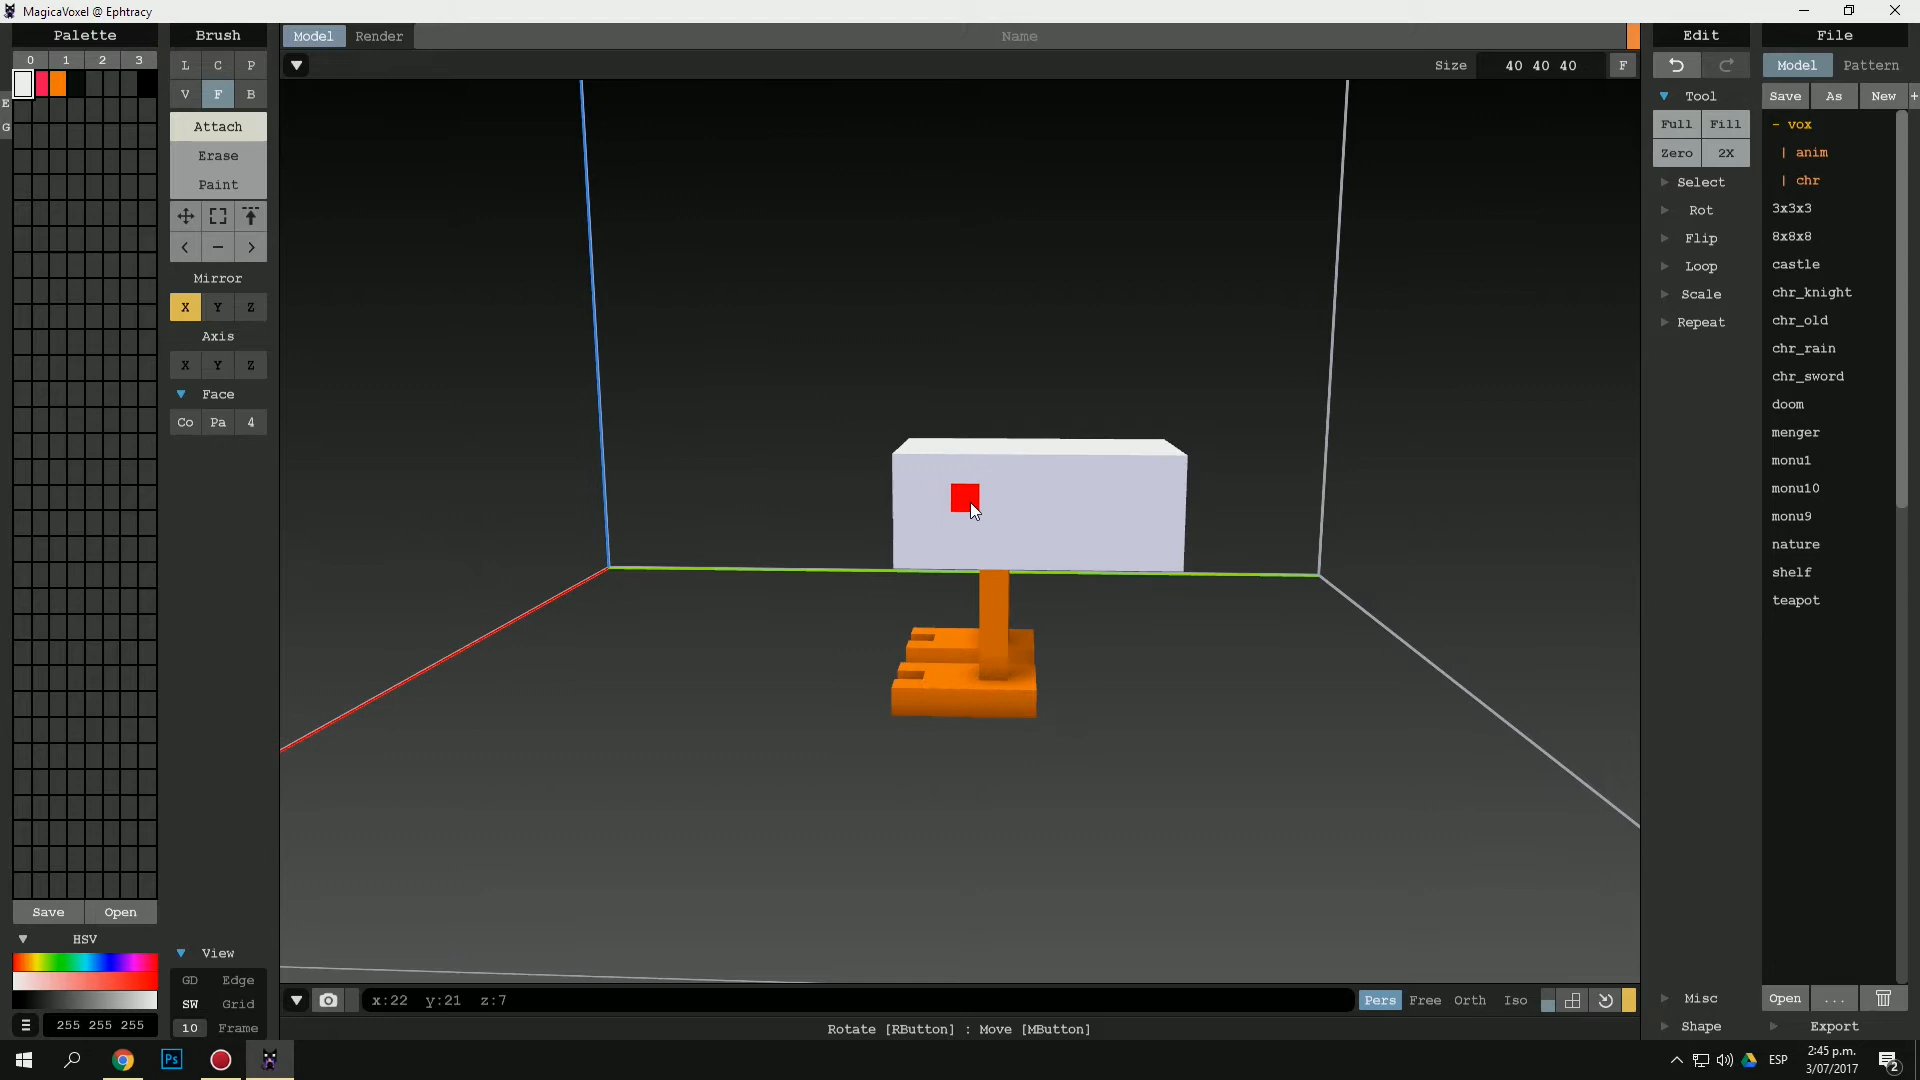 MagicaVoxel @ Ephtracy
Palette
0 1 2 3
E
G
Save Open
HSV
255 255 255
Brush
L C P
V F B
Attach
Erase
Paint
< − >
Mirror
X Y Z
Axis
X Y Z
Face
Co Pa 4
View
GD Edge
SW Grid
10 Frame
Model Render Name
Size 40 40 40 F
x:22 y:21 z:7
Pers Free Orth Iso
Rotate [RButton] : Move [MButton]
Edit
Tool
Full Fill
Zero 2X
Select
Rot
Flip
Loop
Scale
Repeat
Misc
Shape
File
Model Pattern
Save As New +
- vox
| anim
| chr
3x3x3
8x8x8
castle
chr_knight
chr_old
chr_rain
chr_sword
doom
menger
monu1
monu10
monu9
nature
shelf
teapot
Open ...
Export
Ps
ESP
2:45 p.m.
3/07/2017
2